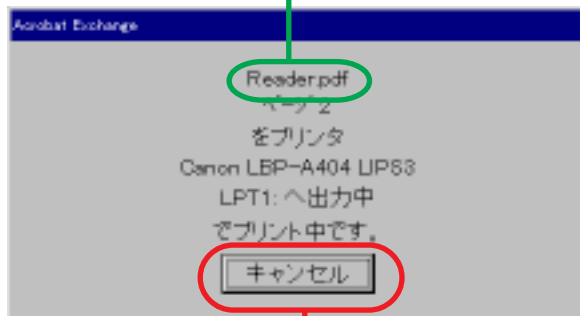 Acrobat Exchange
Reader.pdf
ページ 2
をプリンタ
Canon LBP-A404 LIPS3
LPT1: へ出力中
でプリント中です。
キャンセル